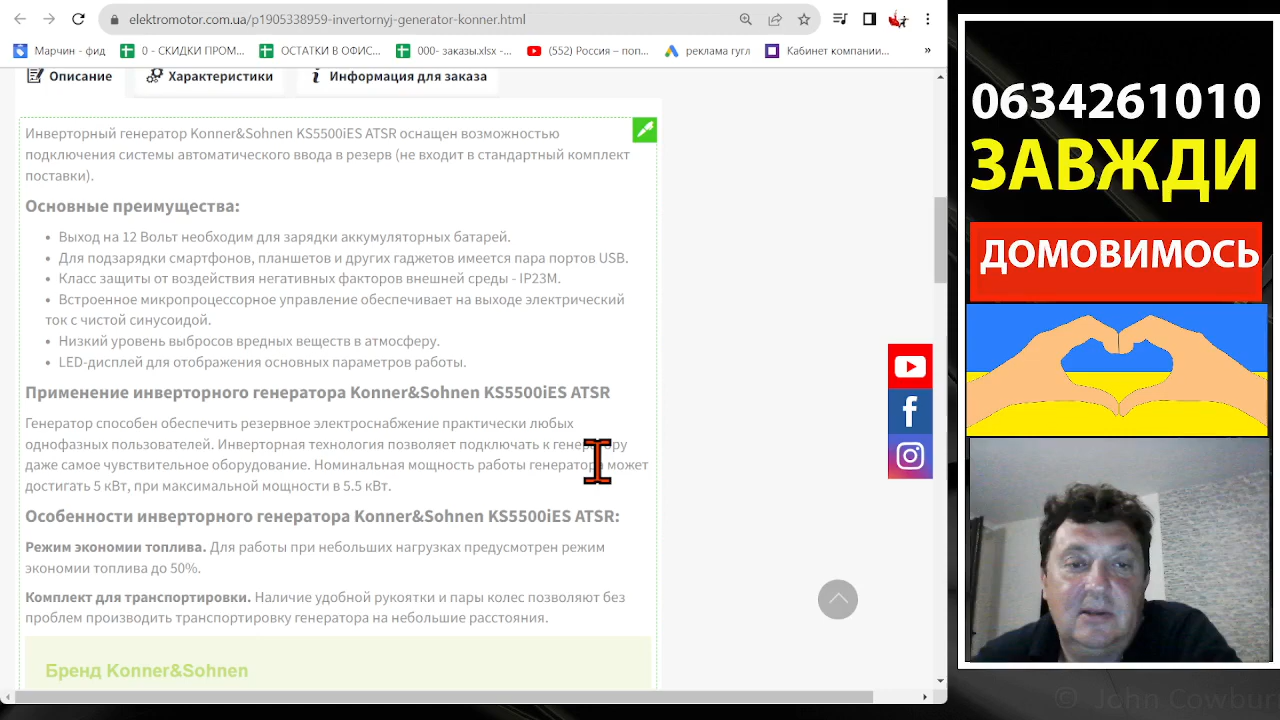 elektromotor.com.ua/p1905338959-invertornyj-generator-konner.html
Марчин - фид
0 - СКИДКИ ПРОМ...
ОСТАТКИ В ОФИС...
000- заказы.xlsx -...
(552) Россия – поп...
реклама гугл
Кабинет компании...
»
Описание
Характеристики
Информация для заказа
Инверторный генератор Konner&Sohnen KS5500iES ATSR оснащен возможностью
подключения системы автоматического ввода в резерв (не входит в стандартный комплект
поставки).
Основные преимущества:
• Выход на 12 Вольт необходим для зарядки аккумуляторных батарей.
• Для подзарядки смартфонов, планшетов и других гаджетов имеется пара портов USB.
• Класс защиты от воздействия негативных факторов внешней среды - IP23M.
• Встроенное микропроцессорное управление обеспечивает на выходе электрический
ток с чистой синусоидой.
• Низкий уровень выбросов вредных веществ в атмосферу.
• LED-дисплей для отображения основных параметров работы.
Применение инверторного генератора Konner&Sohnen KS5500iES ATSR
Генератор способен обеспечить резервное электроснабжение практически любых
однофазных пользователей. Инверторная технология позволяет подключать к генератору
даже самое чувствительное оборудование. Номинальная мощность работы генератора может
достигать 5 кВт, при максимальной мощности в 5.5 кВт.
Особенности инверторного генератора Konner&Sohnen KS5500iES ATSR:
Режим экономии топлива. Для работы при небольших нагрузках предусмотрен режим
экономии топлива до 50%.
Комплект для транспортировки. Наличие удобной рукоятки и пары колес позволяют без
проблем производить транспортировку генератора на небольшие расстояния.
Бренд Konner&Sohnen
0634261010
ЗАВЖДИ
ДОМОВИМОСЬ